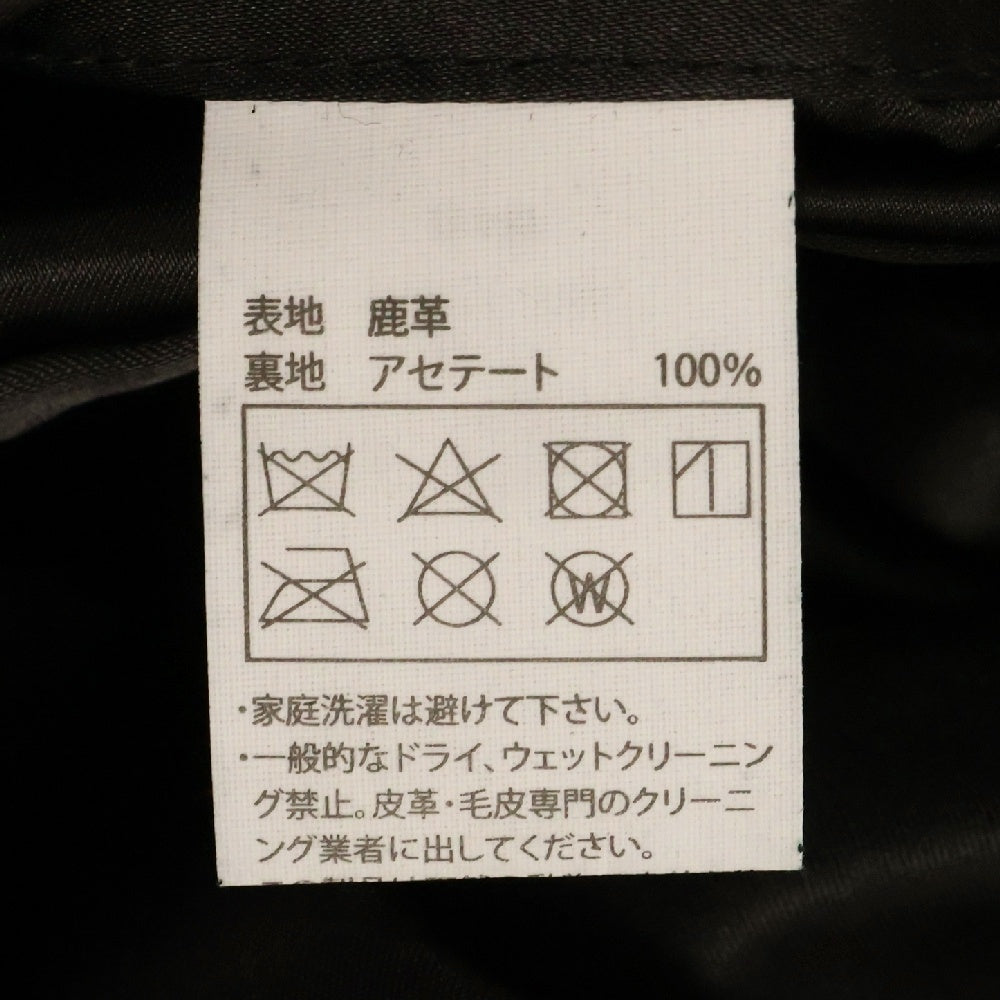 表地 鹿革
裏地 アセテート 100%
W
・家庭洗濯は避けて下さい。
・一般的なドライ、ウェットクリーニン
グ禁止。皮革・毛皮専門のクリーニ
ング業者に出してください。